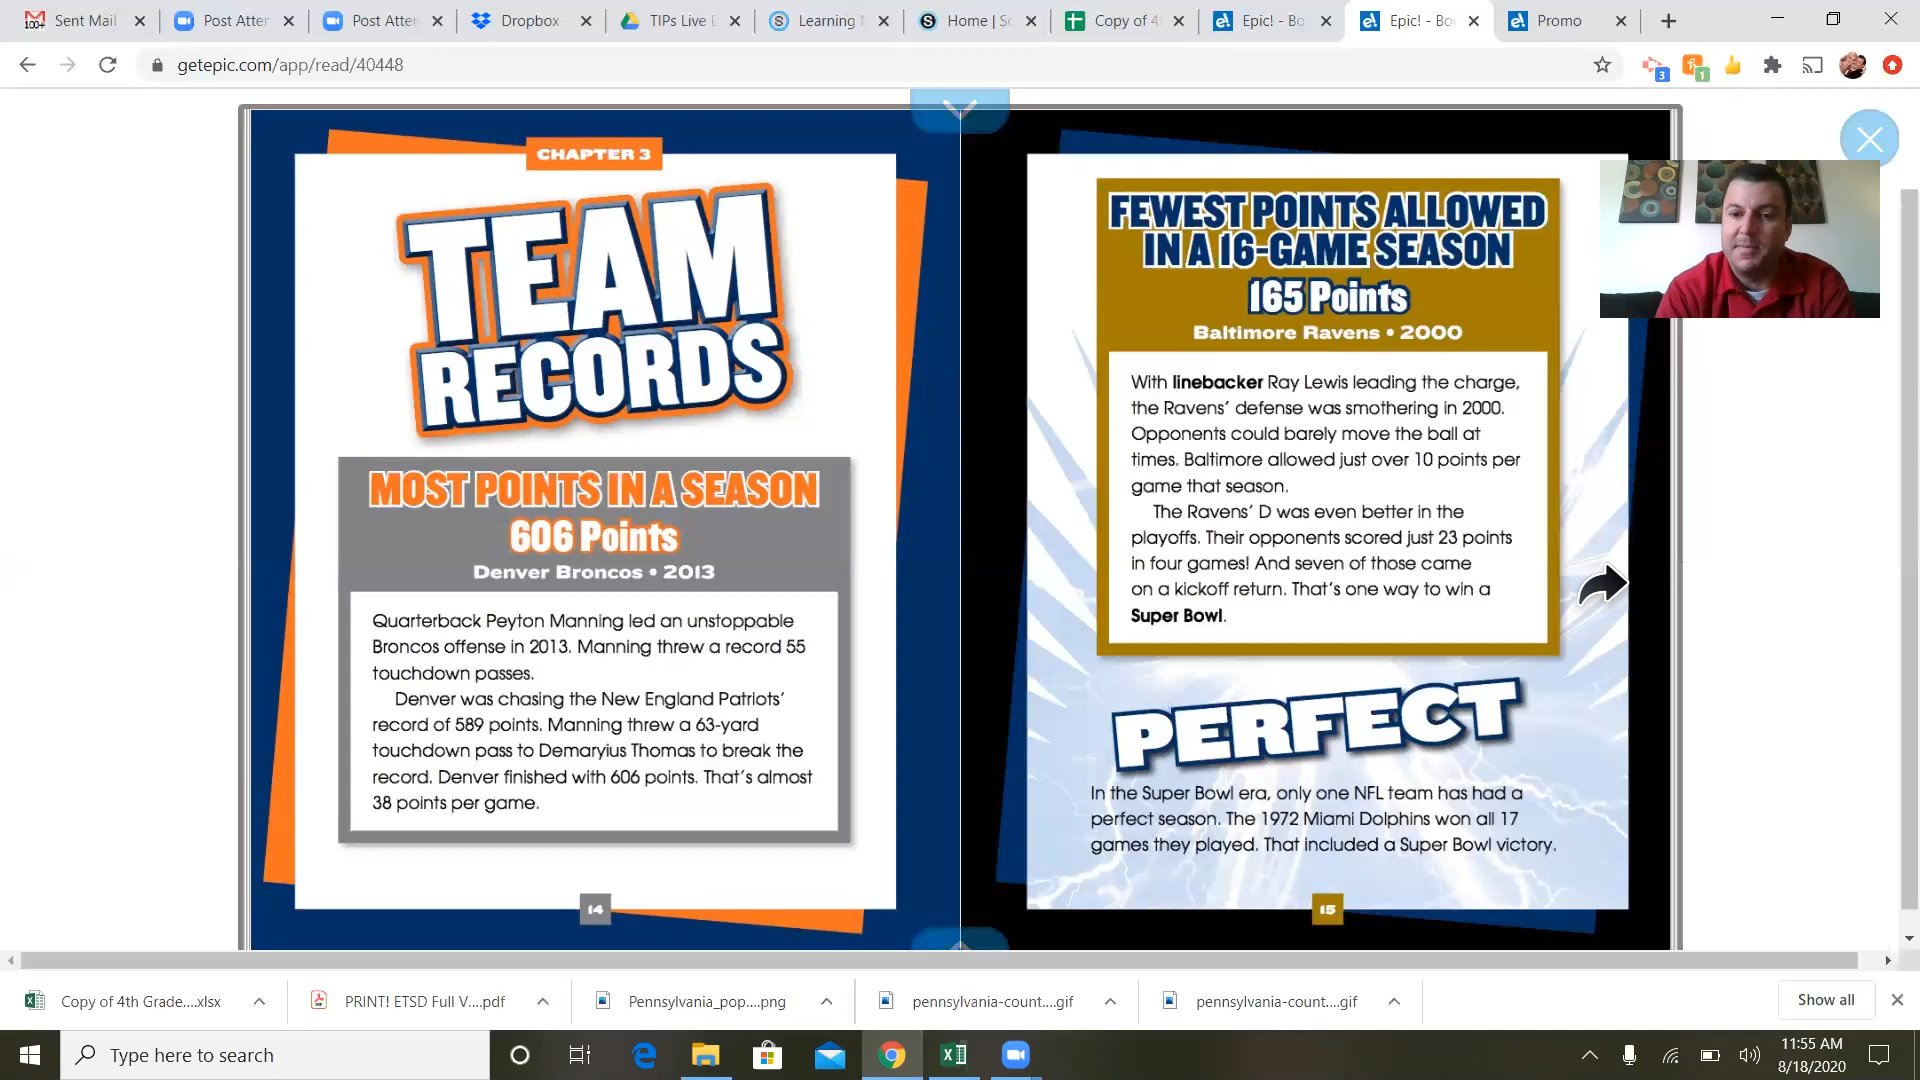 Sent Mail
Post Atter
Post Atter
Dropbox
TIPs Live
Learning
Home | S
Copy of 4
Epic! - Bo
Epic! - Bo
Promo
getepic.com/app/read/40448
3
1
CHAPTER 3
TEAM
RECORDS
MOST POINTS IN A SEASON
606 Points
Denver Broncos • 2013
Quarterback Peyton Manning led an unstoppable
Broncos offense in 2013. Manning threw a record 55
touchdown passes.
Denver was chasing the New England Patriots'
record of 589 points. Manning threw a 63-yard
touchdown pass to Demaryius Thomas to break the
record. Denver finished with 606 points. That's almost
38 points per game.
14
FEWEST POINTS ALLOWED
IN A 16-GAME SEASON
165 Points
Baltimore Ravens • 2000
With linebacker Ray Lewis leading the charge,
the Ravens' defense was smothering in 2000.
Opponents could barely move the ball at
times. Baltimore allowed just over 10 points per
game that season.
The Ravens' D was even better in the
playoffs. Their opponents scored just 23 points
in four games! And seven of those came
on a kickoff return. That's one way to win a
Super Bowl.
PERFECT
In the Super Bowl era, only one NFL team has had a
perfect season. The 1972 Miami Dolphins won all 17
games they played. That included a Super Bowl victory.
15
Copy of 4th Grade....xlsx
PRINT! ETSD Full V....pdf
Pennsylvania_pop....png
pennsylvania-count....gif
pennsylvania-count....gif
Show all
Type here to search
11:55 AM
8/18/2020